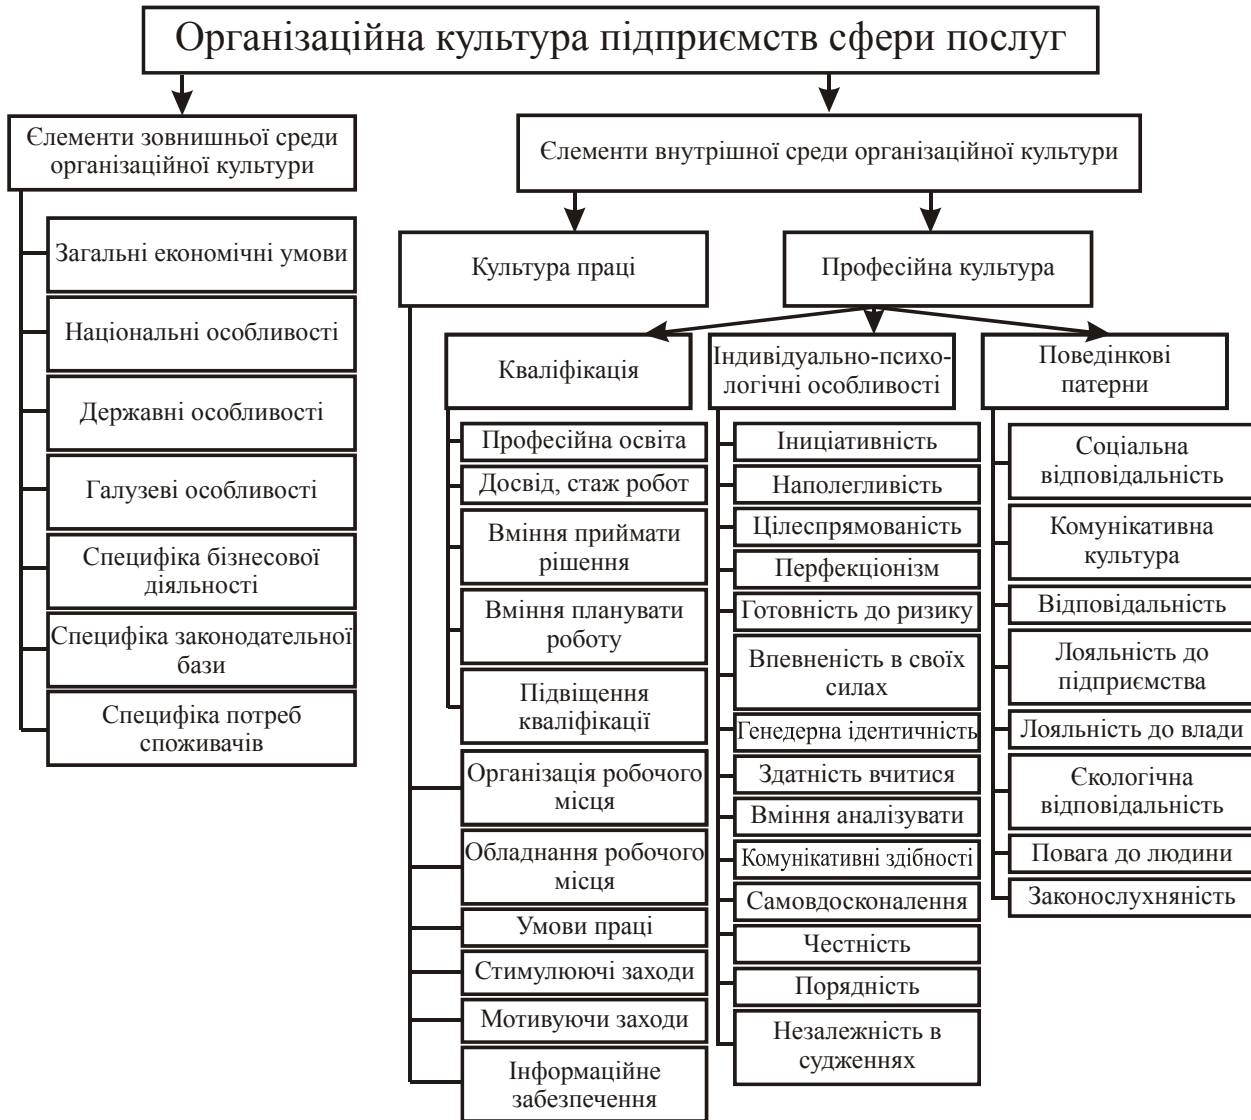 Організаційна культура підприємств сфери послуг
Єлементи зовнишньої среди
організаційної культури
Загальні економічні умови
Національні особливості
Державні особливості
Галузеві особливості
Специфіка бізнесової
діяльності
Специфіка законодательної
бази
Специфіка потреб
споживачів
Єлементи внутрішної среди організаційної культури
Культура праці
Професійна культура
Кваліфікація
Професійна освіта
Досвід, стаж робот
Вміння приймати
рішення
Вміння планувати
роботу
Підвіщення
кваліфікації
Організація робочого
місця
Обладнання робочого
місця
Умови праці
Стимулюючі заходи
Мотивуючи заходи
Інформаційне
забезпечення
Індивідуально-психо-
логічні особливості
Іниціативність
Наполегливість
Цілеспрямованість
Перфекціонізм
Готовність до ризику
Впевненість в своїх
силах
Генедерна ідентичність
Здатність вчитися
Вміння аналізувати
Комунікативні здібності
Самовдосконалення
Честність
Порядність
Незалежність в
судженнях
Поведінкові
патерни
Соціальна
відповідальність
Комунікативна
культура
Відповідальність
Лояльність до
підприємства
Лояльність до влади
Єкологічна
відповідальність
Повага до людини
Законослухняність